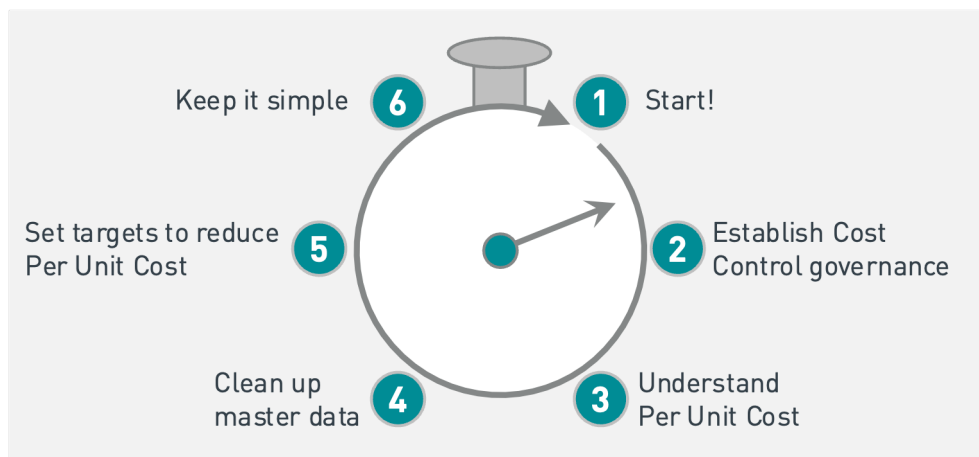 1 Start!
2 Establish Cost
Control governance
3 Understand
Per Unit Cost
4 Clean up
master data
5 Set targets to reduce
Per Unit Cost
6 Keep it simple